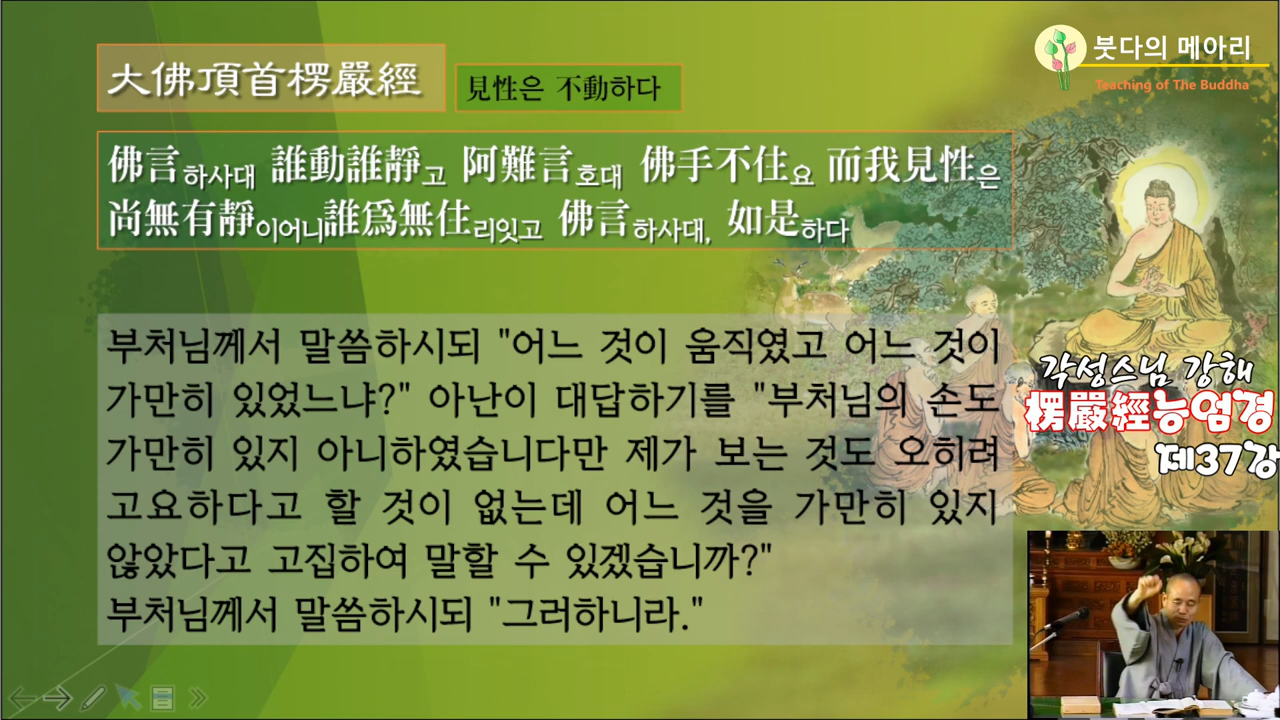 大佛頂首楞嚴經
見性은 不動하다
붓다의 메아리
Teaching of The Buddha
佛言하사대 誰動誰靜고 阿難言호대 佛手不住요 而我見性은
尚無有靜이어니誰爲無住리잇고 佛言하사대, 如是하다
부처님께서 말씀하시되 "어느 것이 움직였고 어느 것이
가만히 있었느냐?" 아난이 대답하기를 "부처님의 손도
가만히 있지 아니하였습니다만 제가 보는 것도 오히려
고요하다고 할 것이 없는데 어느 것을 가만히 있지
않았다고 고집하여 말할 수 있겠습니까?"
부처님께서 말씀하시되 "그러하니라."
각성스님 강해
楞嚴經능엄경
제37강